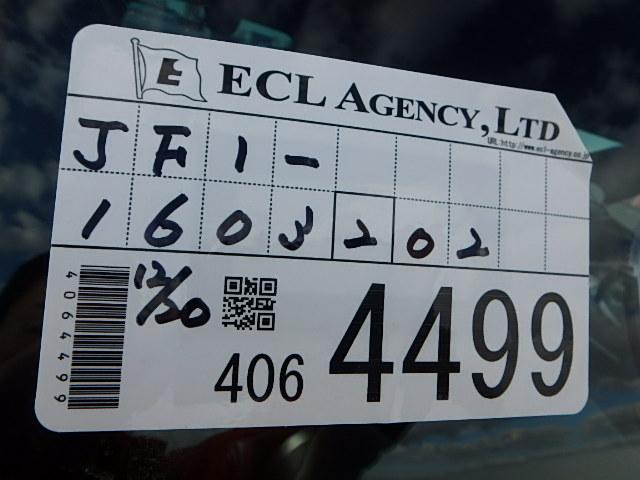 E ECL AGENCY, LTD
URL:http://www.ecl-agency.co.jp
JF1-
1603202
12/20
4064499
406 4499